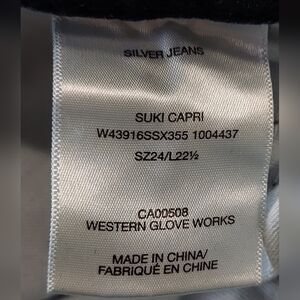 SILVER JEANS
SUKI CAPRI
W43916SSX355 1004437
SZ24/L22½
CA00508
WESTERN GLOVE WORKS
MADE IN CHINA/
FABRIQUÉ EN CHINE